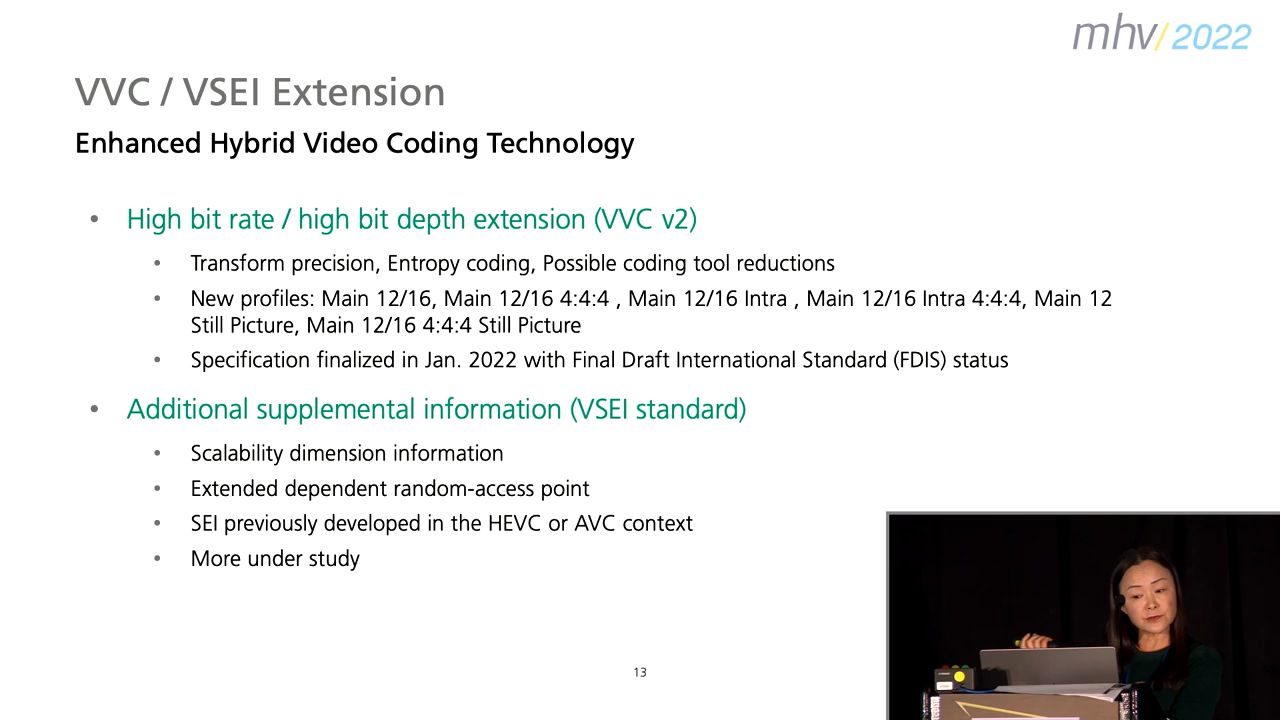 mhv/2022
VVC / VSEI Extension
Enhanced Hybrid Video Coding Technology
• High bit rate / high bit depth extension (VVC v2)
• Transform precision, Entropy coding, Possible coding tool reductions
• New profiles: Main 12/16, Main 12/16 4:4:4 , Main 12/16 Intra , Main 12/16 Intra 4:4:4, Main 12
Still Picture, Main 12/16 4:4:4 Still Picture
• Specification finalized in Jan. 2022 with Final Draft International Standard (FDIS) status
• Additional supplemental information (VSEI standard)
• Scalability dimension information
• Extended dependent random-access point
• SEI previously developed in the HEVC or AVC context
• More under study
13